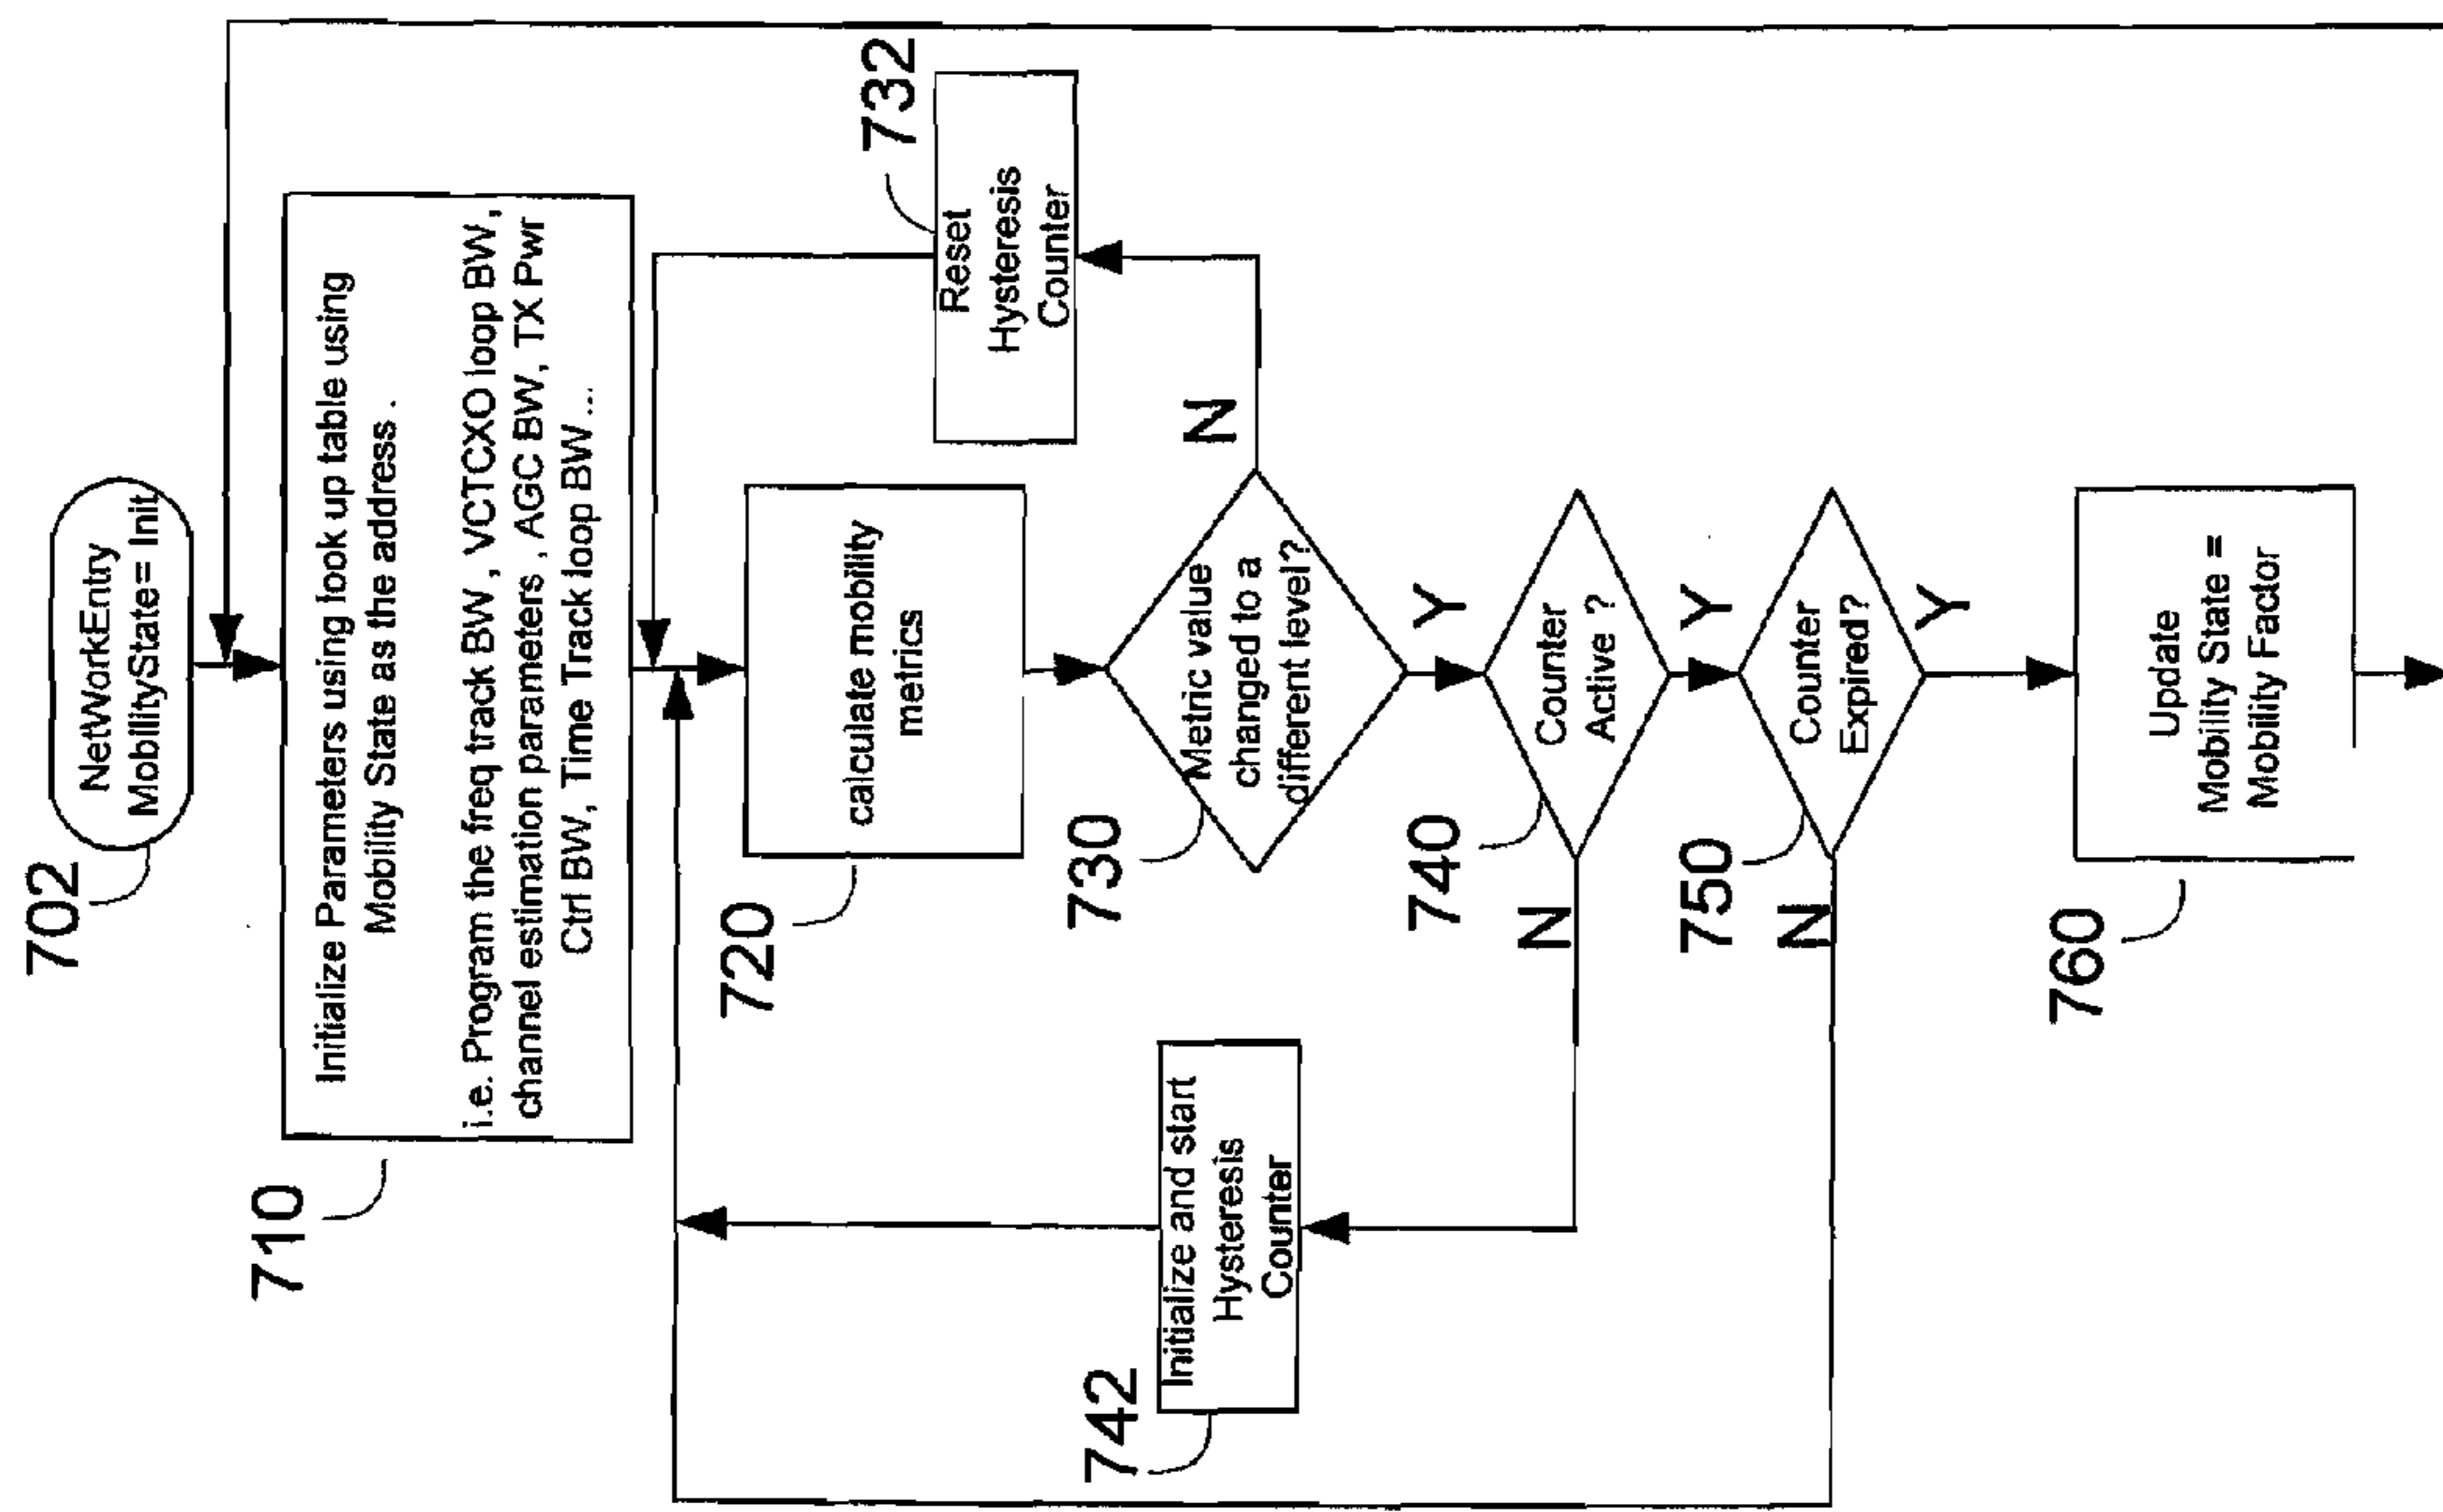 702
NetWorkEntry
MobilityState= Init
710
Initialize Parameters using look up table using
Mobility State as the address .
i.e. Program the freq track BW , VCTCXO loop BW ,
channel estimation parameters , AGC BW, TX Pwr
Ctrl BW, Time Track loop BW ...
720
calculate mobility
metrics
732
Reset
Hysteresis
Counter
730
Metric value
changed to a
different level?
N
Y
742
Initialize and start
Hysteresis
Counter
740
Counter
Active ?
N
Y
750
Counter
Expired?
N
Y
760
Update
Mobility State =
Mobility Factor